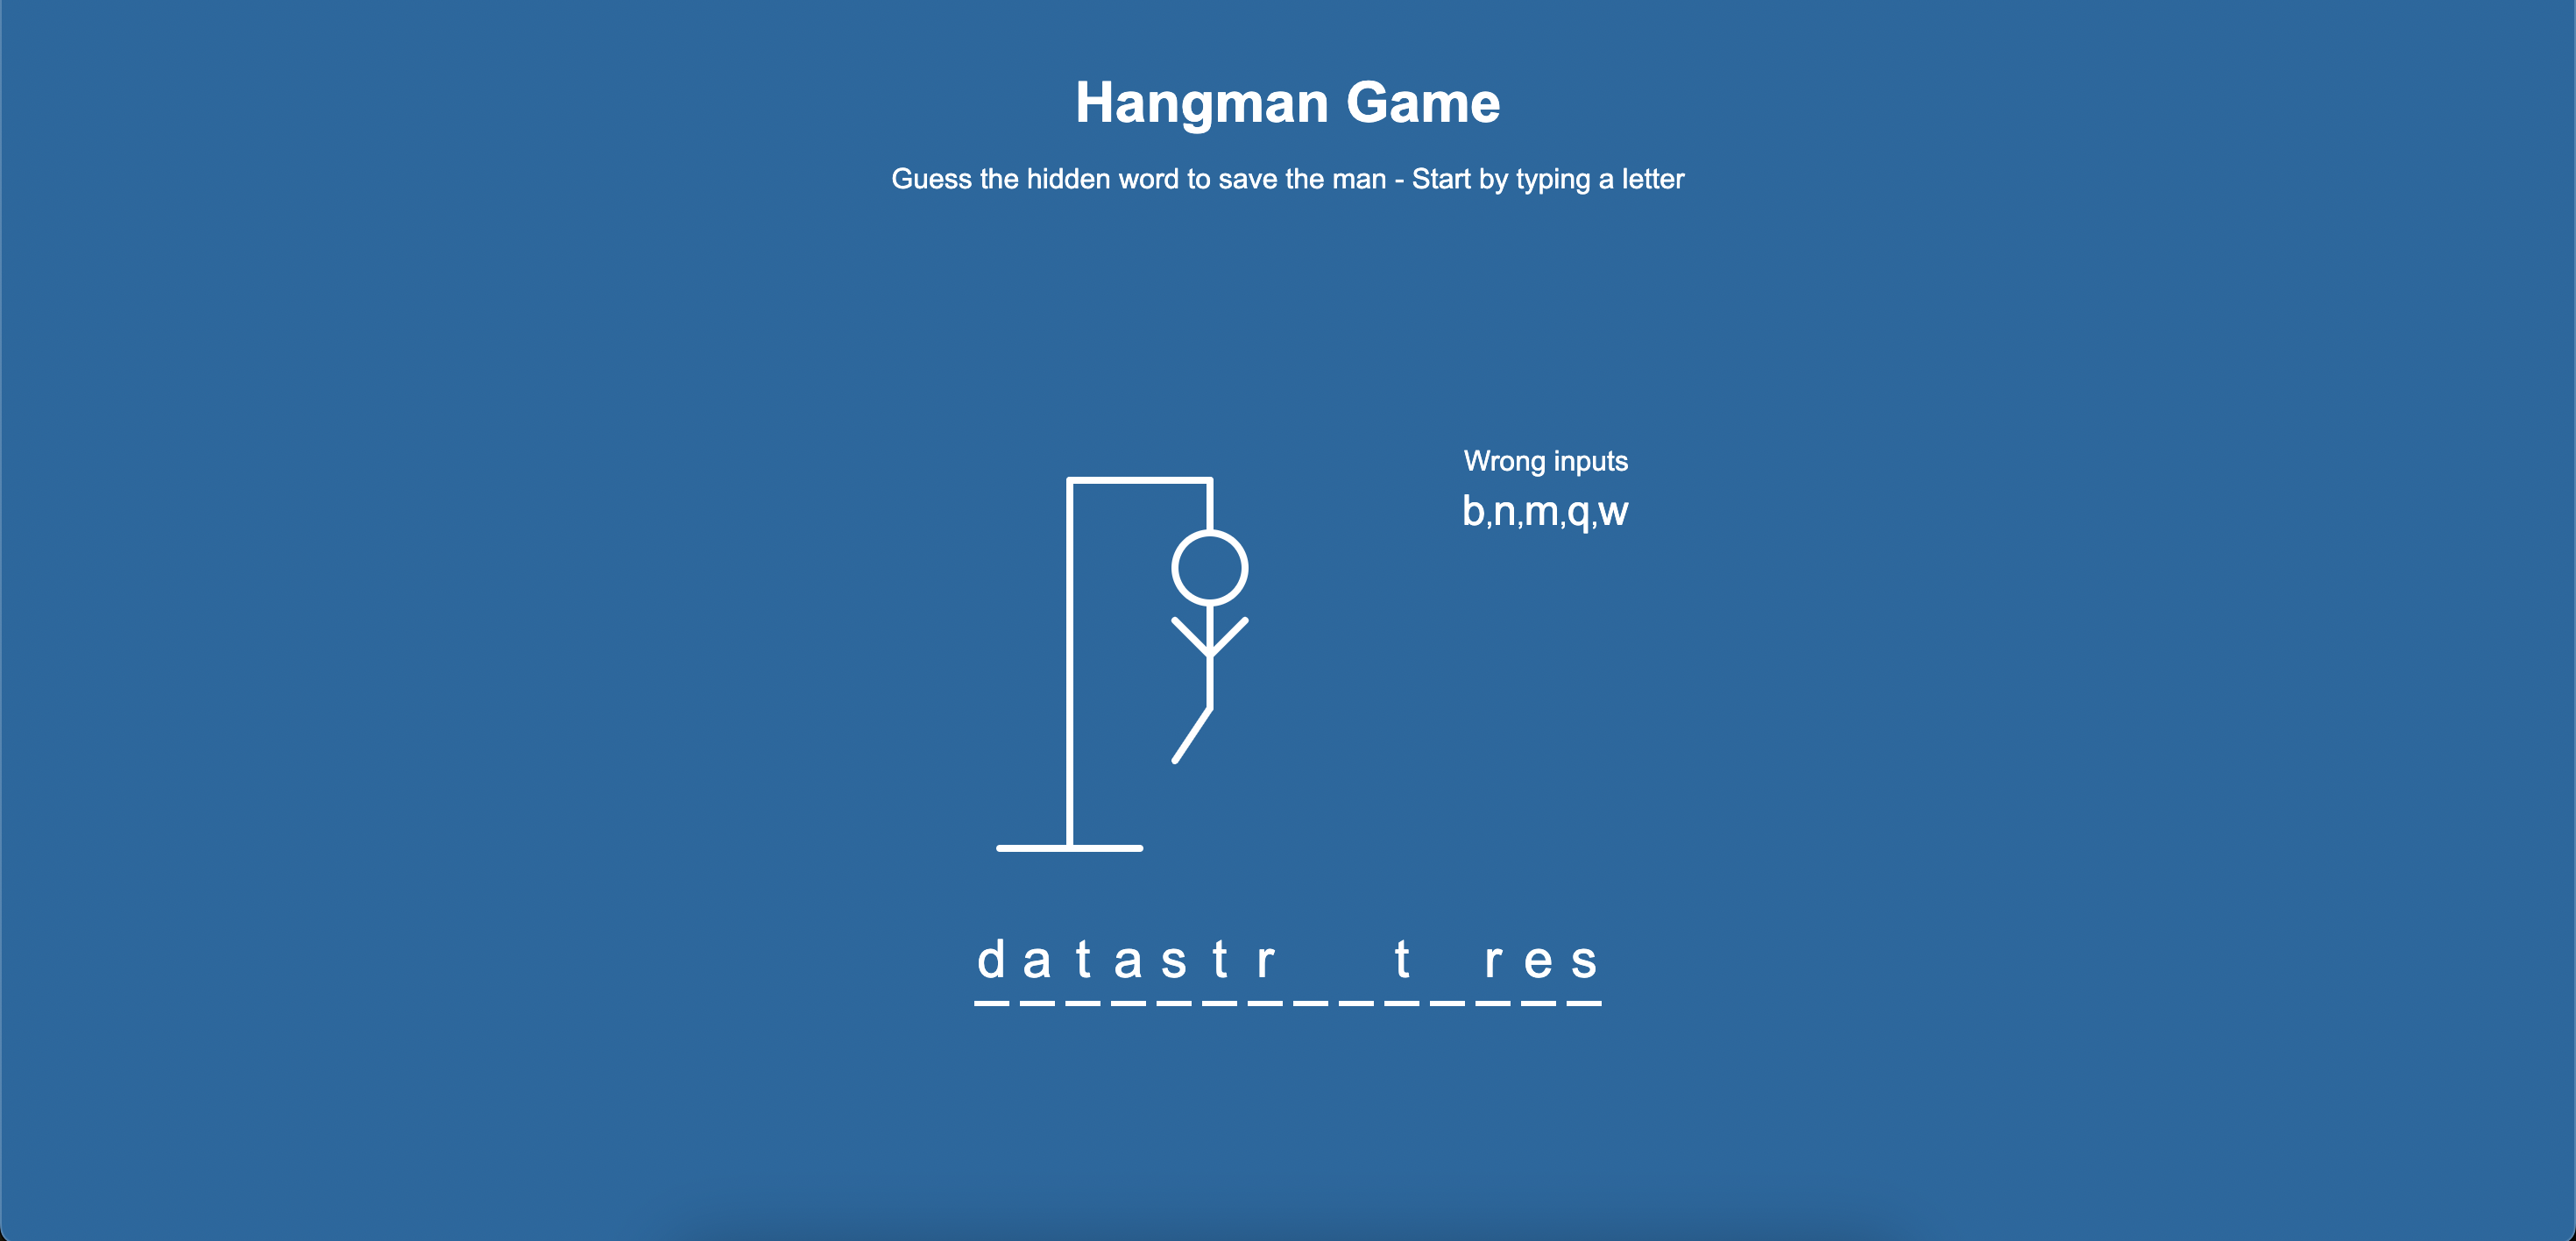 Hangman Game
Guess the hidden word to save the man - Start by typing a letter
Wrong inputs
b,n,m,q,w
d a t a s t r _ _ t _ r e s